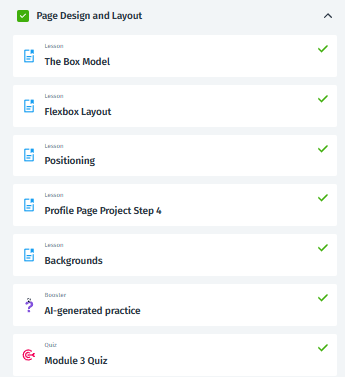 Page Design and Layout
Lesson
The Box Model
Lesson
Flexbox Layout
Lesson
Positioning
Lesson
Profile Page Project Step 4
Lesson
Backgrounds
Booster
AI-generated practice
Quiz
Module 3 Quiz